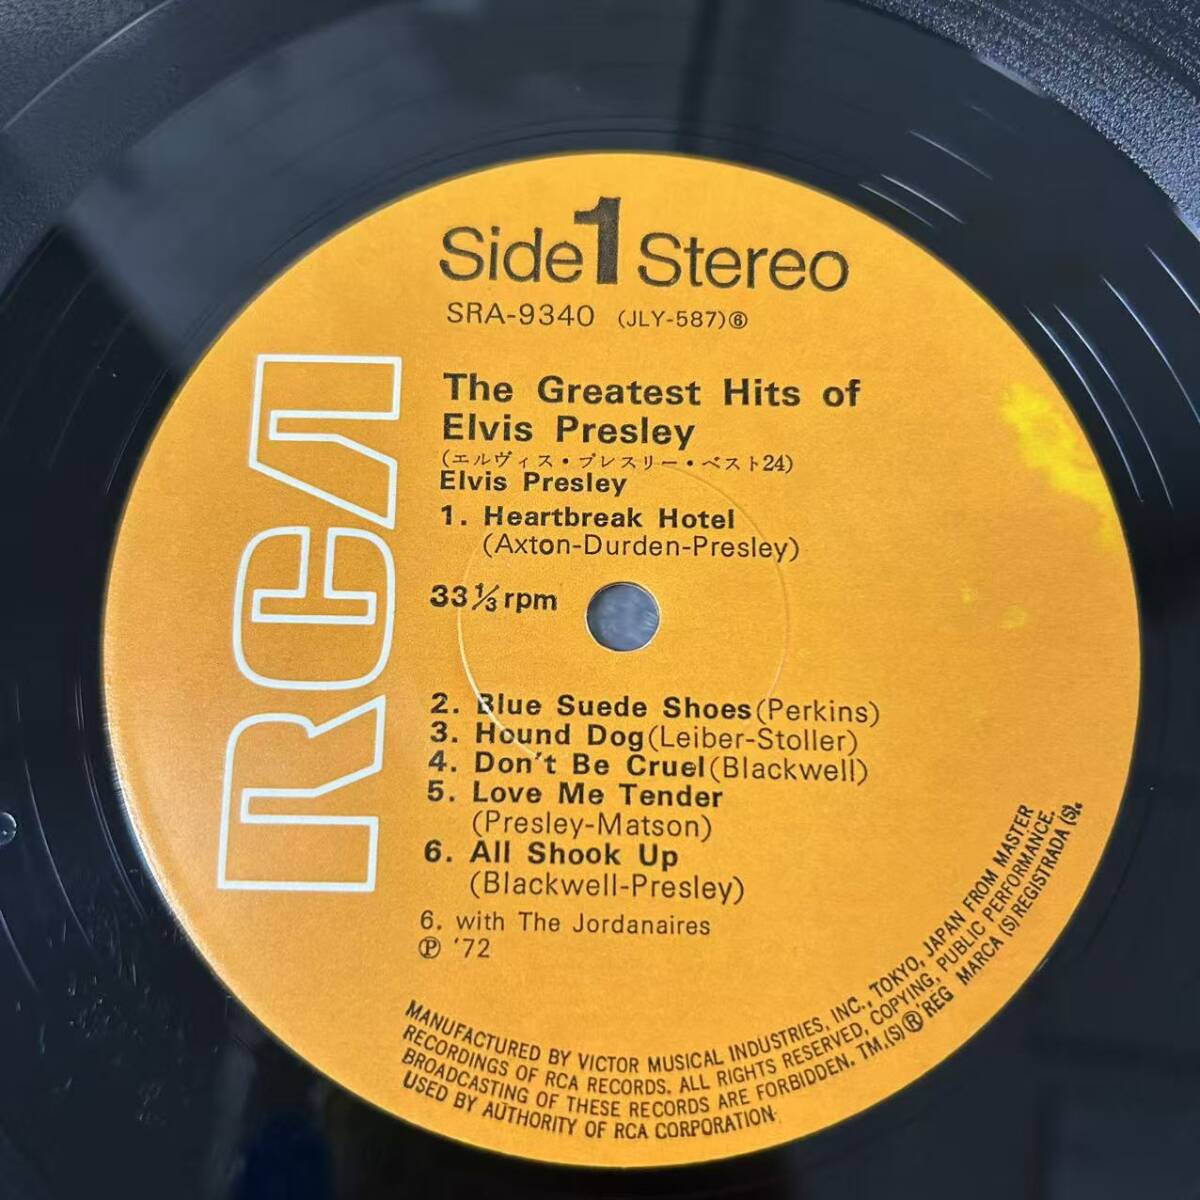 Side 1 Stereo
SRA-9340 (JLY-587)⑥
The Greatest Hits of
Elvis Presley
(エルヴィス・プレスリー・ベスト24)
Elvis Presley
1. Heartbreak Hotel
(Axton-Durden-Presley)
33⅓rpm
2. Blue Suede Shoes(Perkins)
3. Hound Dog(Leiber-Stoller)
4. Don't Be Cruel(Blackwell)
5. Love Me Tender
(Presley-Matson)
6. All Shook Up
(Blackwell-Presley)
6. with The Jordanaires
Ⓟ '72
RCA
MANUFACTURED BY VICTOR MUSICAL INDUSTRIES, INC., TOKYO, JAPAN FROM MASTER
RECORDINGS OF RCA RECORDS. ALL RIGHTS RESERVED, COPYING, PUBLIC PERFORMANCE,
BROADCASTING OF THESE RECORDS ARE FORBIDDEN. TM.(S)® REG MARCA (S) REGISTRADA (S).
USED BY AUTHORITY OF RCA CORPORATION